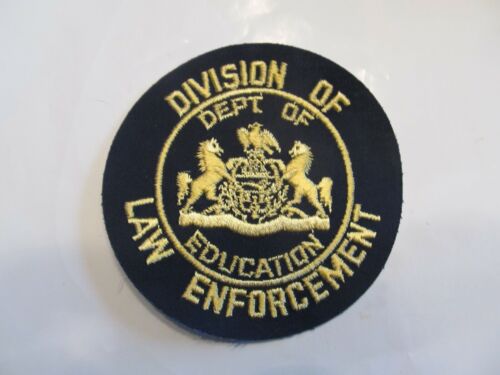 DIVISION OF
DEPT OF
EDUCATION
LAW ENFORCEMENT